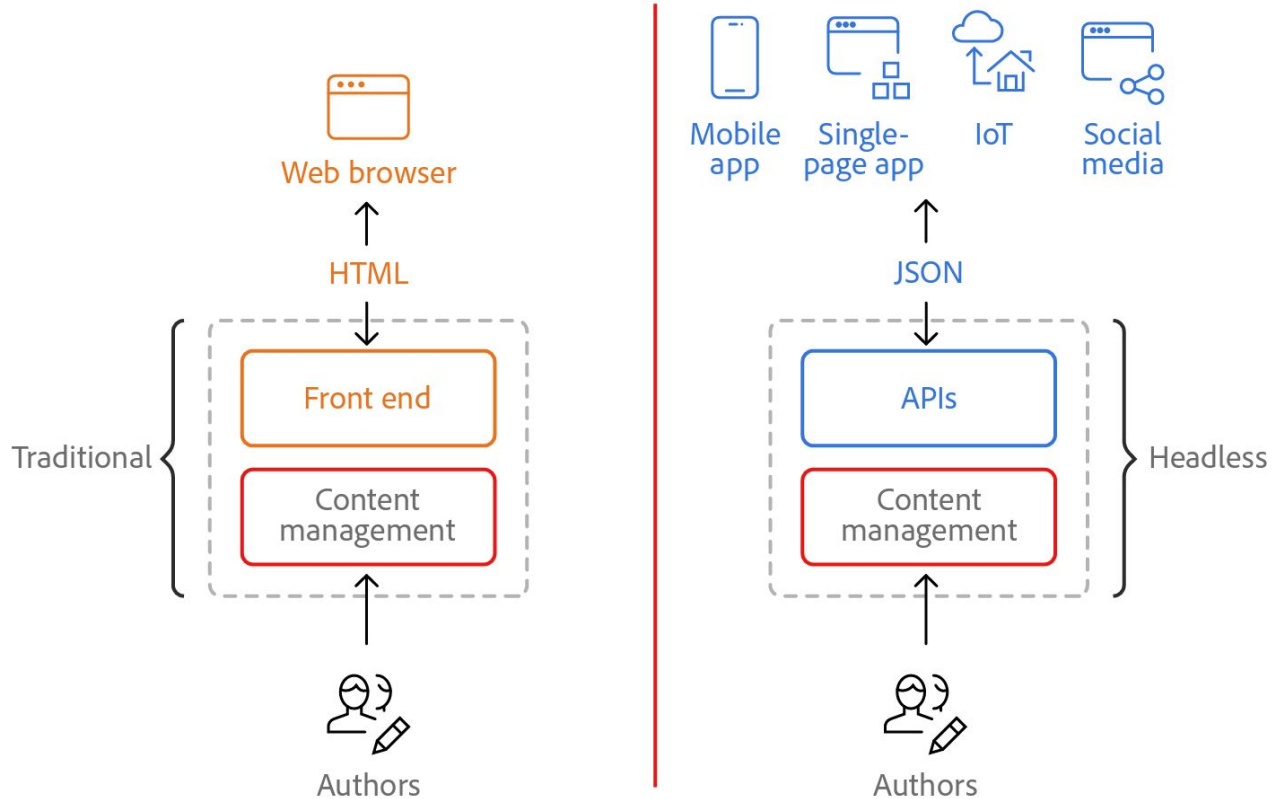 Web browser
HTML
Traditional
Front end
Content
management
Authors
Mobile
app
Single-
page app
IoT
Social
media
JSON
APIs
Content
management
Headless
Authors